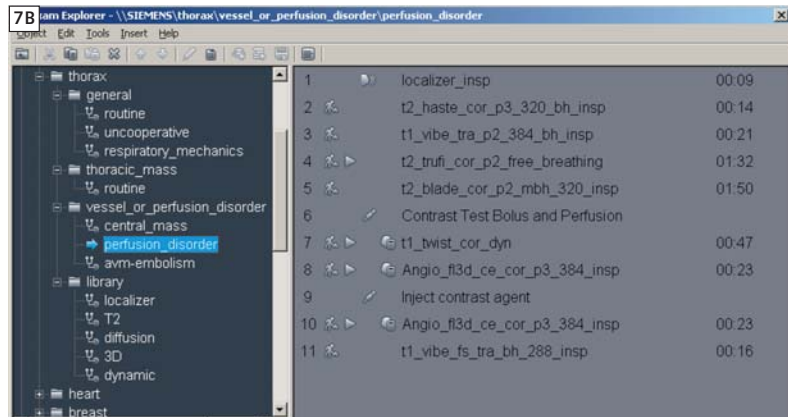 7B
am Explorer - \\SIEMENS\thorax\vessel_or_perfusion_disorder\perfusion_disorder
Object Edit Tools Insert Help
thorax
general
routine
uncooperative
respiratory_mechanics
thoracic_mass
routine
vessel_or_perfusion_disorder
central_mass
perfusion_disorder
avm-embolism
library
localizer
T2
diffusion
3D
dynamic
heart
breast
1 localizer_insp 00:09
2 t2_haste_cor_p3_320_bh_insp 00:14
3 t1_vibe_tra_p2_384_bh_insp 00:21
4 t2_trufi_cor_p2_free_breathing 01:32
5 t2_blade_cor_p2_mbh_320_insp 01:50
6 Contrast Test Bolus and Perfusion
7 t1_twist_cor_dyn 00:47
8 Angio_fl3d_ce_cor_p3_384_insp 00:23
9 Inject contrast agent
10 Angio_fl3d_ce_cor_p3_384_insp 00:23
11 t1_vibe_fs_tra_bh_288_insp 00:16